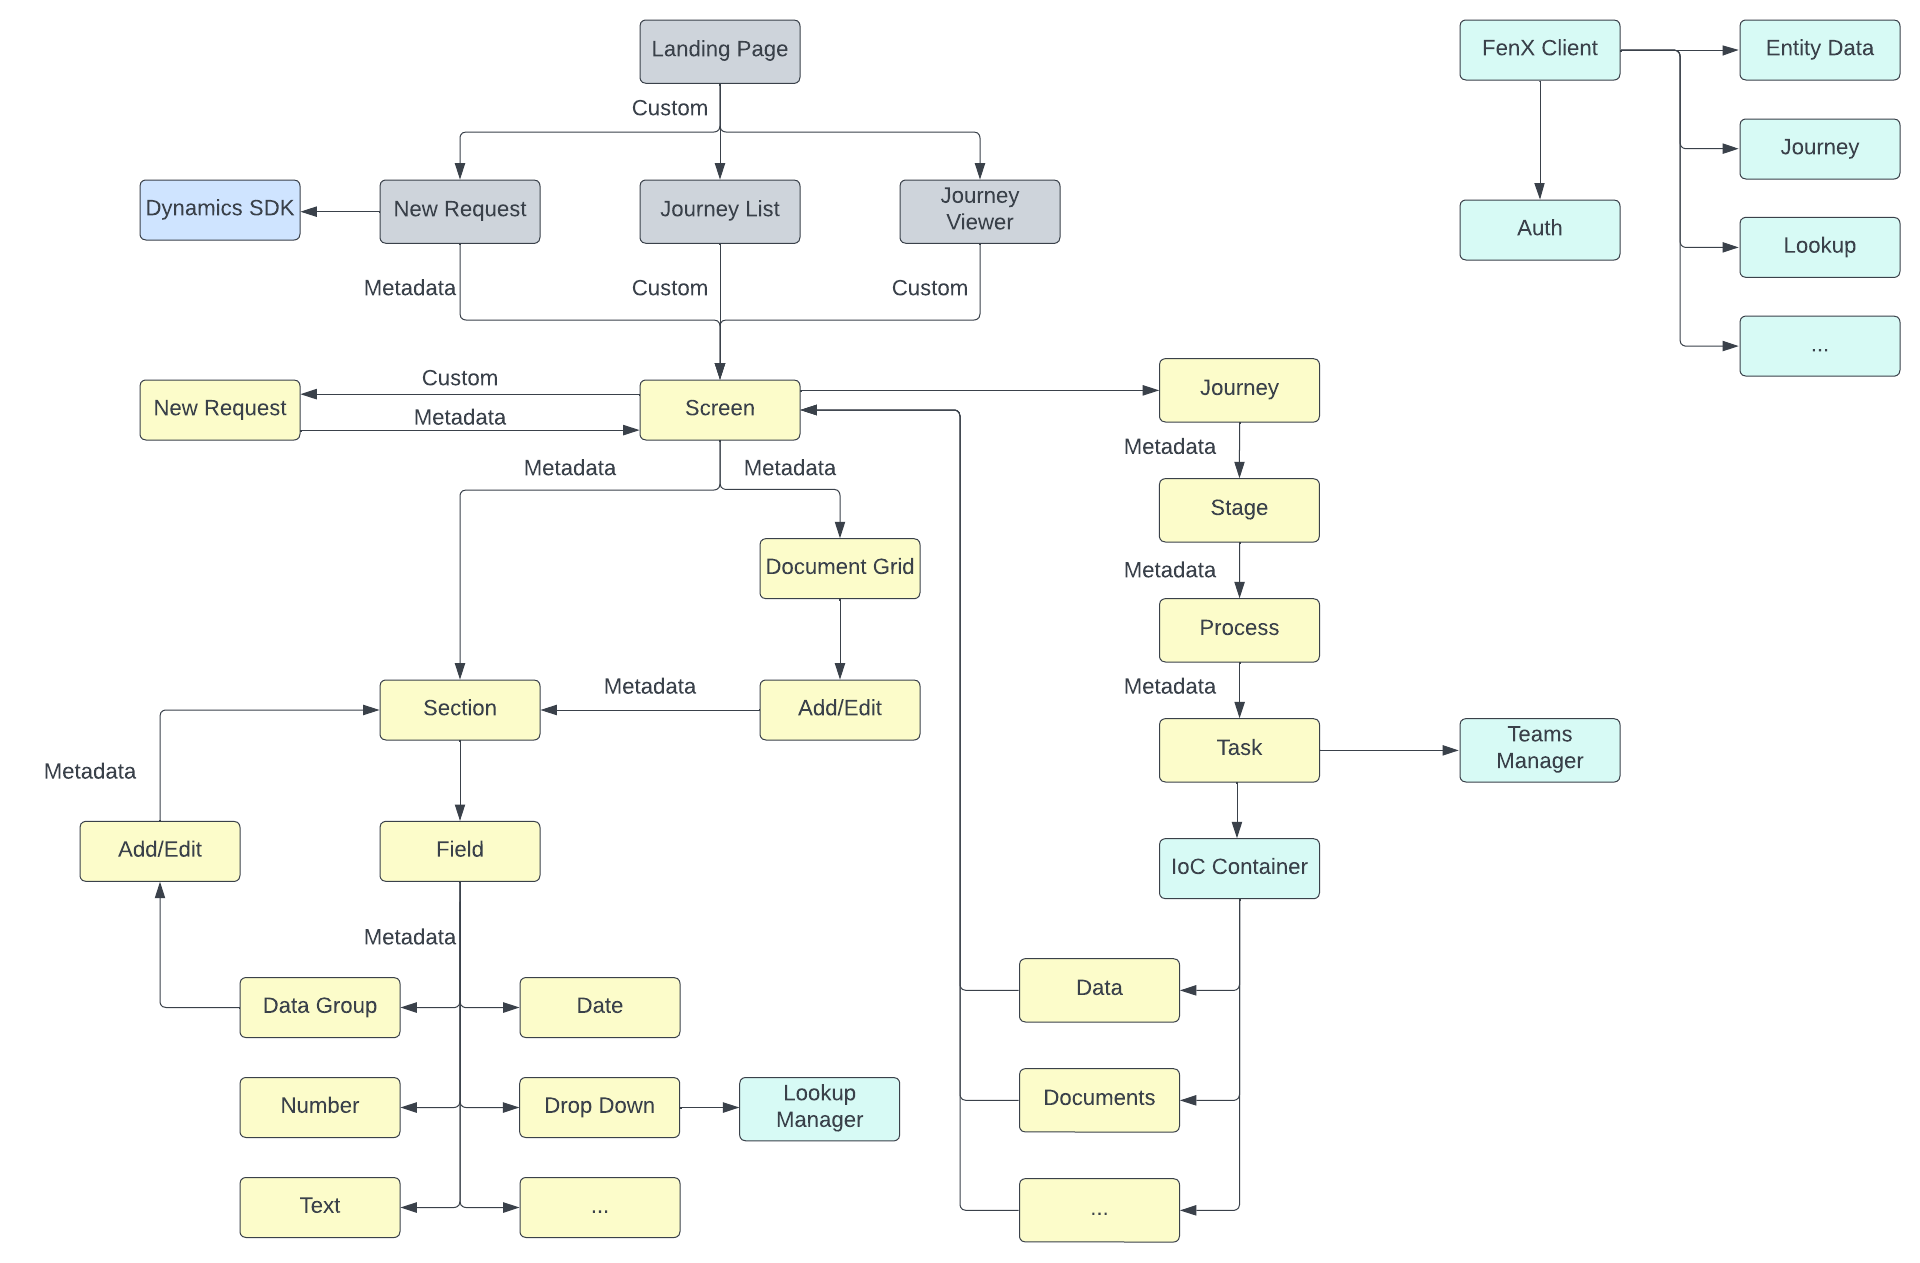 Landing Page
FenX Client
Entity Data
Custom
Journey
Dynamics SDK
New Request
Journey List
Journey
Viewer
Auth
Lookup
Metadata
Custom
Custom
...
New Request
Custom
Metadata
Screen
Journey
Metadata
Metadata
Metadata
Stage
Document Grid
Metadata
Process
Section
Metadata
Add/Edit
Metadata
Task
Teams
Manager
Metadata
Add/Edit
Field
IoC Container
Metadata
Data Group
Date
Data
Number
Drop Down
Lookup
Manager
Documents
Text
...
...